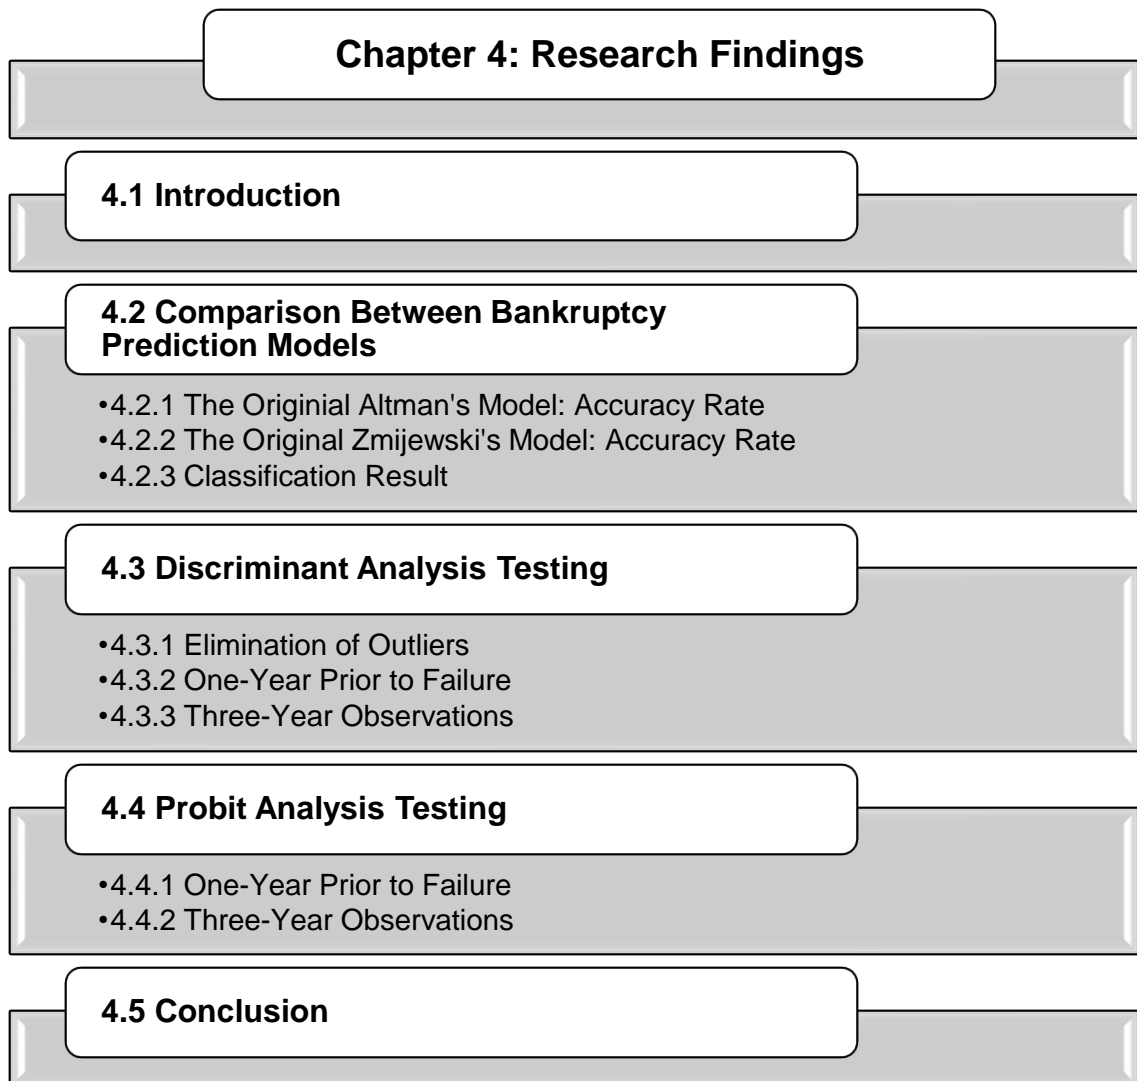 Chapter 4: Research Findings
4.1 Introduction
4.2 Comparison Between Bankruptcy
Prediction Models
•4.2.1 The Originial Altman's Model: Accuracy Rate
•4.2.2 The Original Zmijewski's Model: Accuracy Rate
•4.2.3 Classification Result
4.3 Discriminant Analysis Testing
•4.3.1 Elimination of Outliers
•4.3.2 One-Year Prior to Failure
•4.3.3 Three-Year Observations
4.4 Probit Analysis Testing
•4.4.1 One-Year Prior to Failure
•4.4.2 Three-Year Observations
4.5 Conclusion